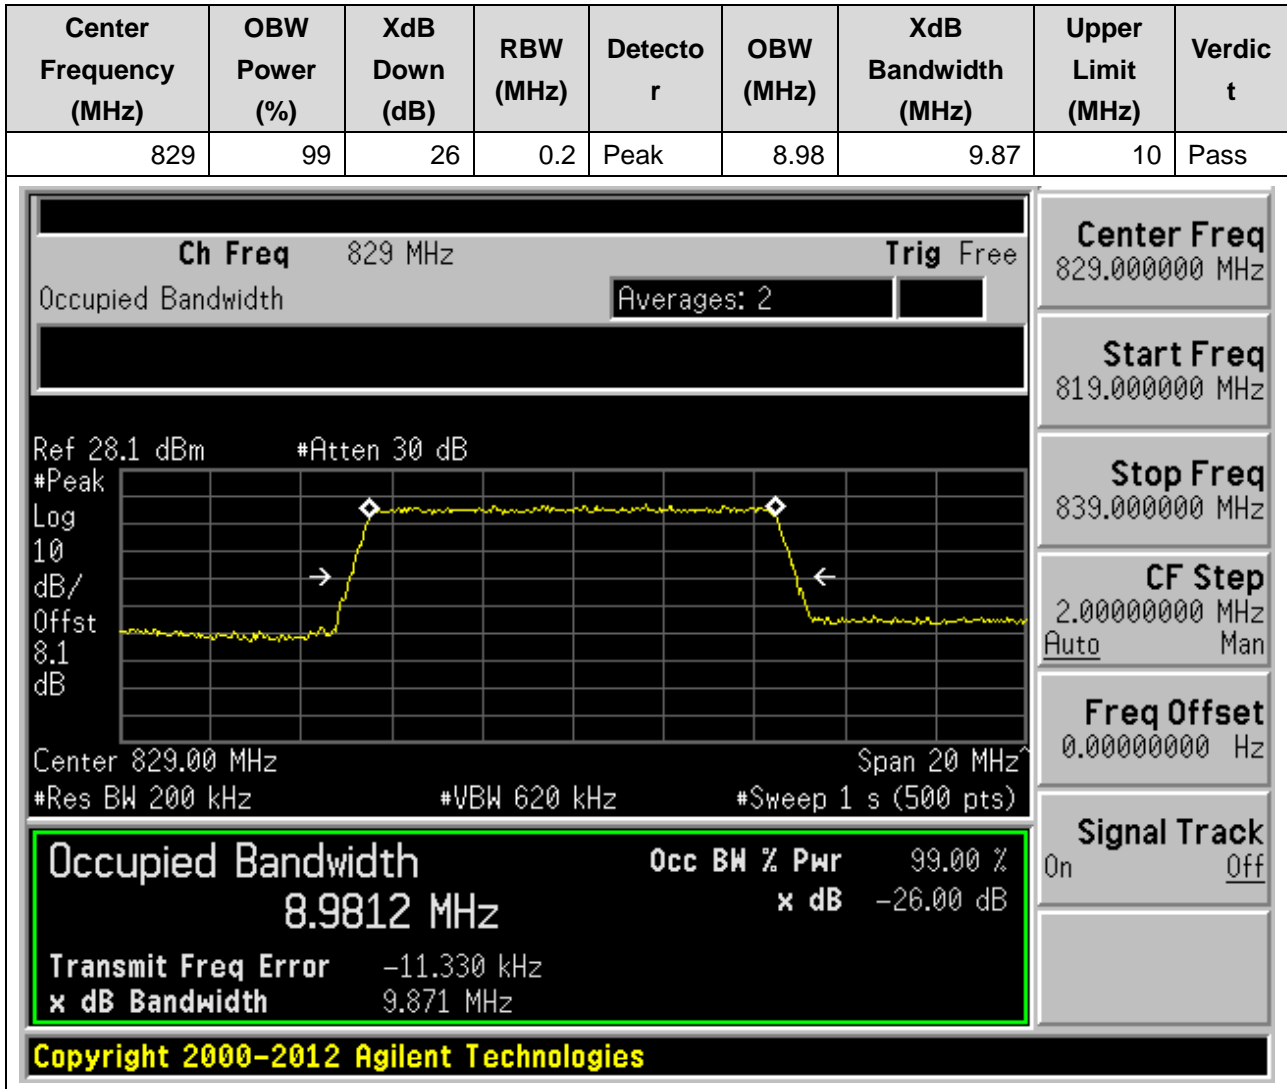 Center Frequency (MHz) OBW Power (%) XdB Down (dB) RBW (MHz) Detecto r OBW (MHz) XdB Bandwidth (MHz) Upper Limit (MHz) Verdic t
829 99 26 0.2 Peak 8.98 9.87 10 Pass
Ch Freq 829 MHz Trig Free
Occupied Bandwidth Averages: 2
Ref 28.1 dBm #Atten 30 dB
#Peak
Log
10
dB/
Offst
8.1
dB
Center 829.00 MHz Span 20 MHz^
#Res BW 200 kHz #VBW 620 kHz #Sweep 1 s (500 pts)
Occupied Bandwidth Occ BW % Pwr 99.00 %
8.9812 MHz x dB -26.00 dB
Transmit Freq Error -11.330 kHz
x dB Bandwidth 9.871 MHz
Copyright 2000-2012 Agilent Technologies
Center Freq
829.000000 MHz
Start Freq
819.000000 MHz
Stop Freq
839.000000 MHz
CF Step
2.00000000 MHz
Auto Man
Freq Offset
0.00000000 Hz
Signal Track
On Off